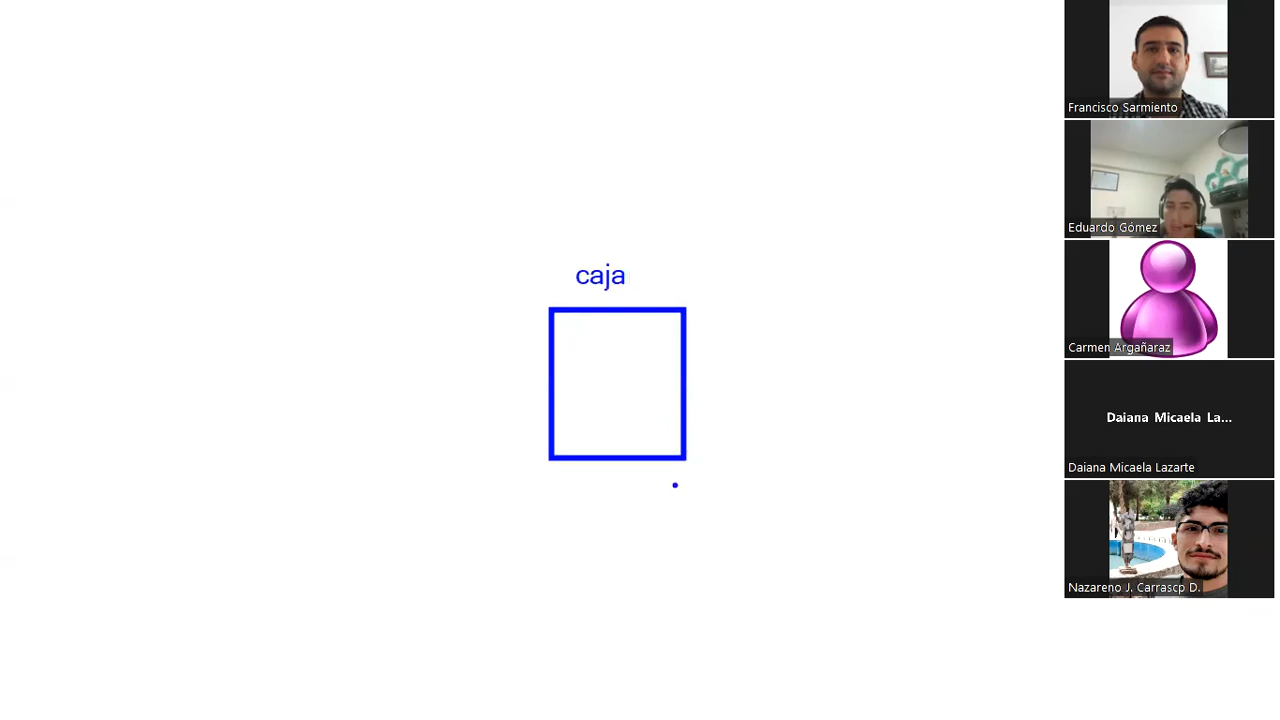 caja
Francisco Sarmiento
Eduardo Gómez
Carmen Argañaraz
Daiana Micaela La...
Daiana Micaela Lazarte
Nazareno J. Carrascp D.